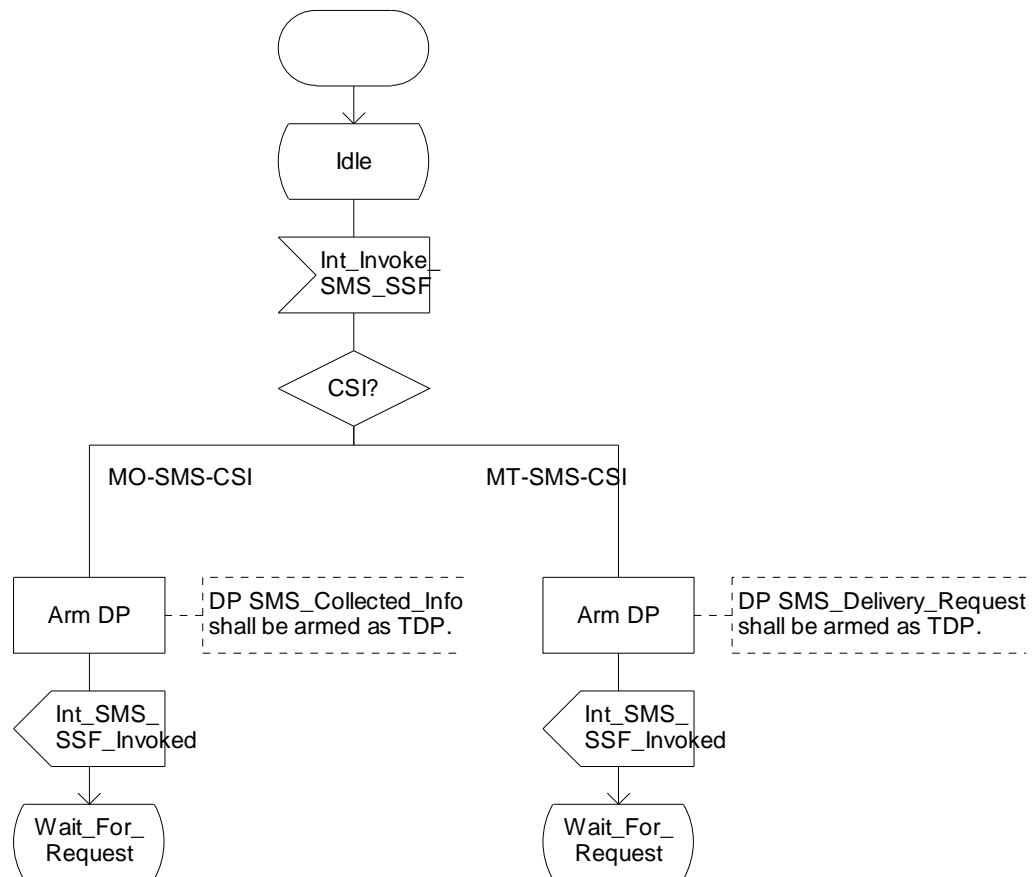 Idle
Int_Invoke_
SMS_SSF
CSI?
MO-SMS-CSI
MT-SMS-CSI
Arm DP
DP SMS_Collected_Info
shall be armed as TDP.
Arm DP
DP SMS_Delivery_Request
shall be armed as TDP.
Int_SMS_
SSF_Invoked
Int_SMS_
SSF_Invoked
Wait_For_
Request
Wait_For_
Request